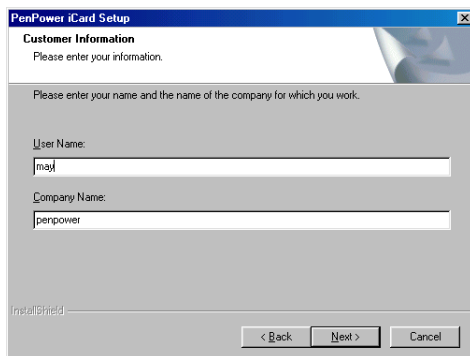 PenPower iCard Setup
Customer Information
Please enter your information.
Please enter your name and the name of the company for which you work.
User Name:
may
Company Name:
penpower
InstallShield
< Back Next > Cancel